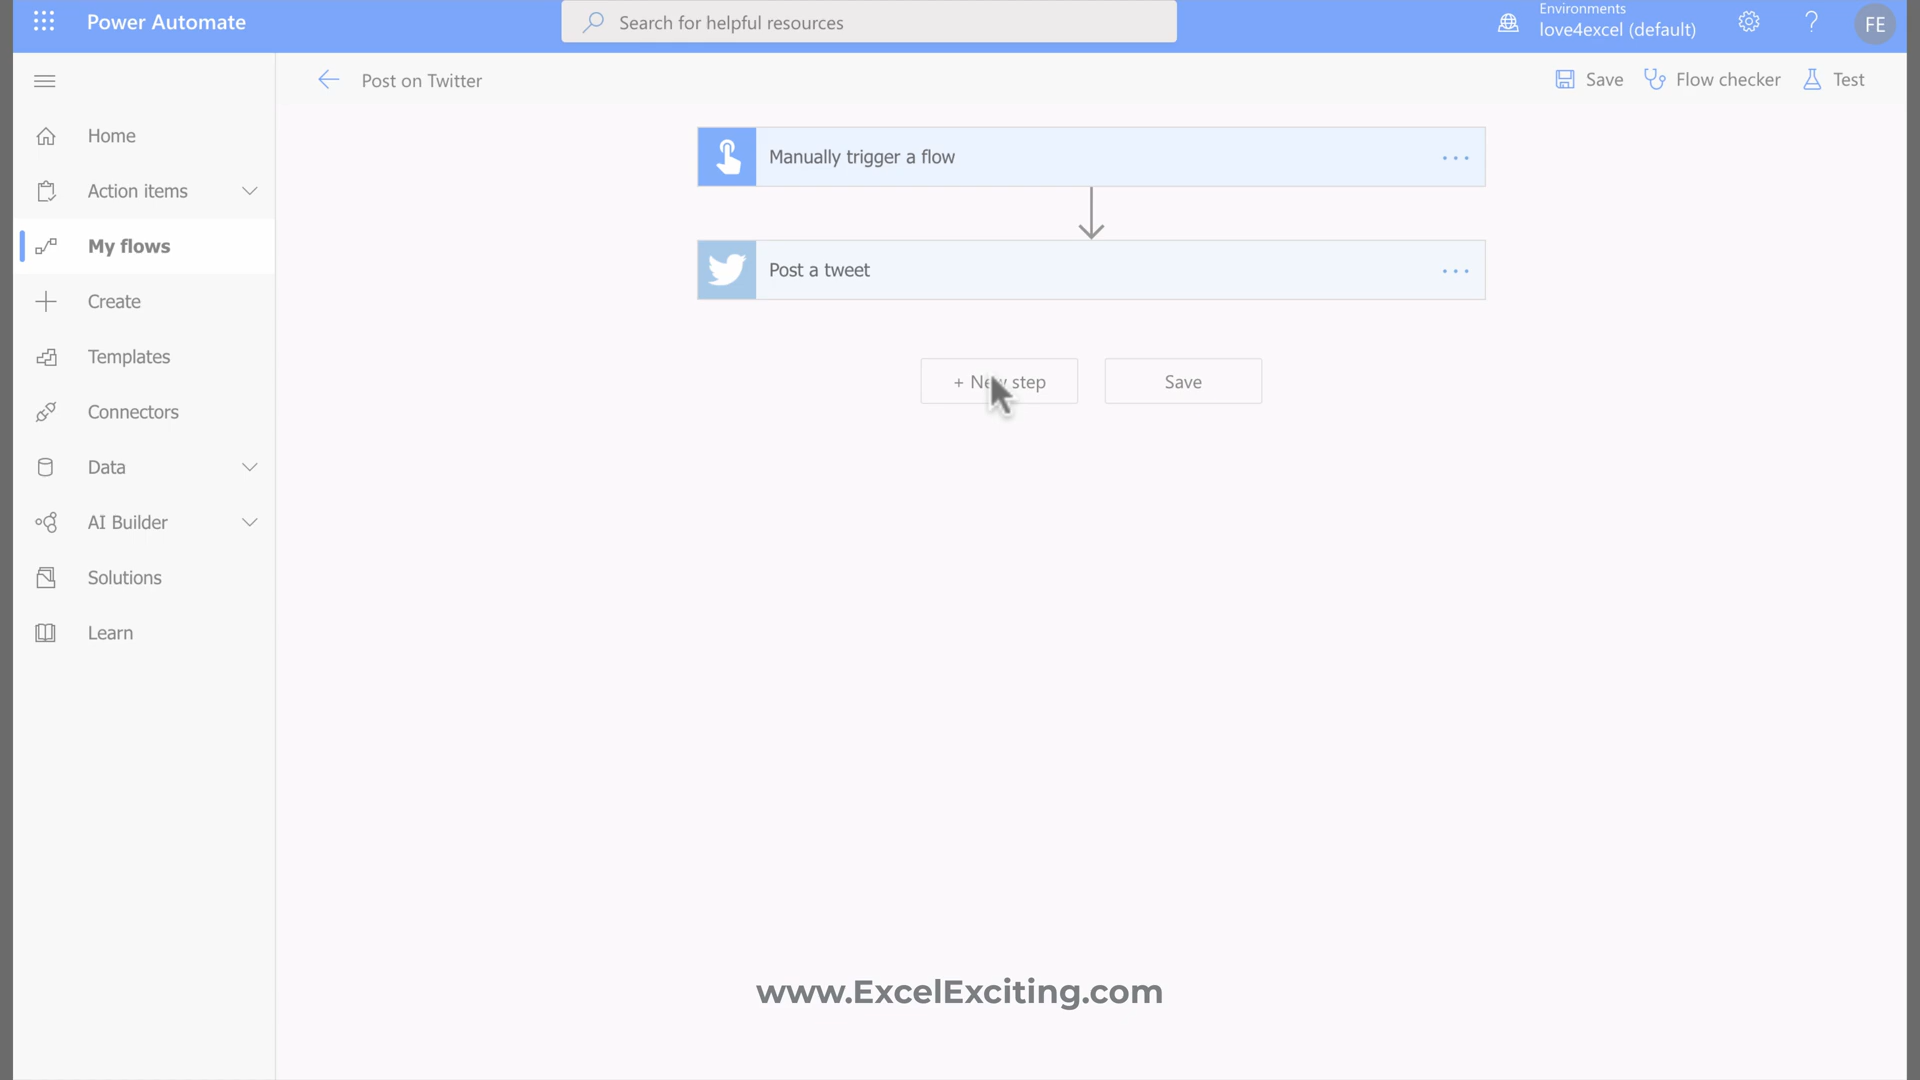 Power Automate
Search for helpful resources
Environments
love4excel (default)
?
FE
Post on Twitter
Save
Flow checker
Test
Home
Action items
My flows
Create
Templates
Connectors
Data
AI Builder
Solutions
Learn
Manually trigger a flow
...
Post a tweet
...
+ New step
Save
www.ExcelExciting.com